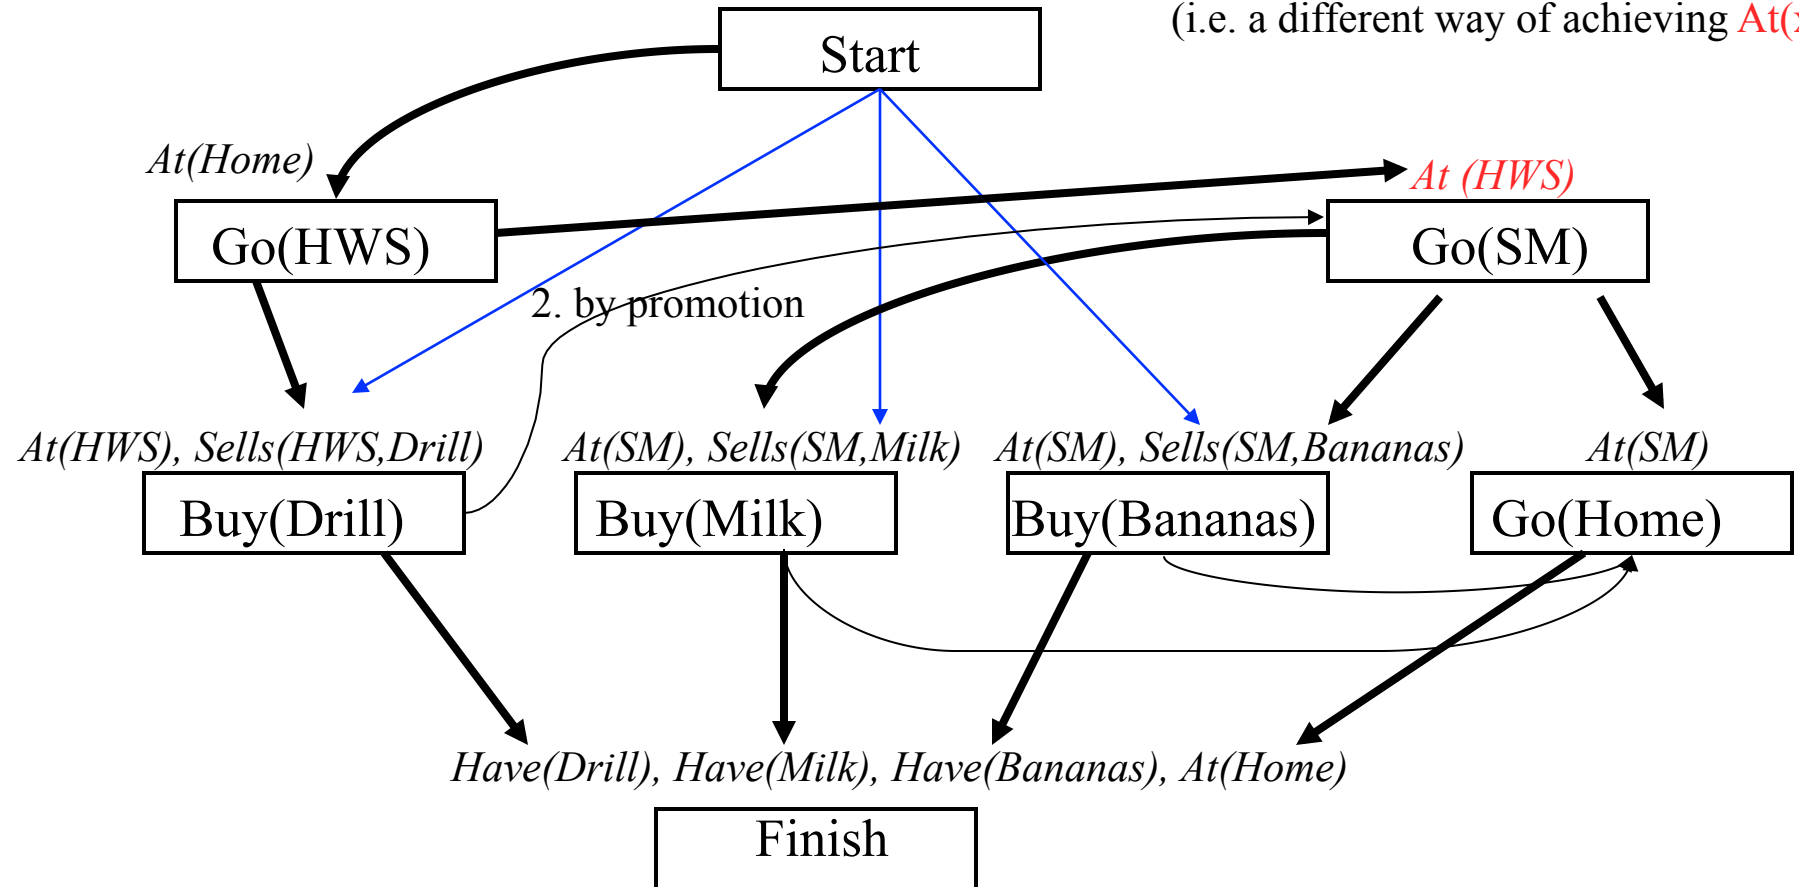 (i.e. a different way of achieving At(
Start
At(Home)
At (HWS)
Go(HWS)
Go(SM)
2. by promotion
At(HWS), Sells(HWS,Drill)
At(SM), Sells(SM,Milk)
At(SM), Sells(SM,Bananas)
At(SM)
Buy(Drill)
Buy(Milk)
Buy(Bananas)
Go(Home)
Have(Drill), Have(Milk), Have(Bananas), At(Home)
Finish